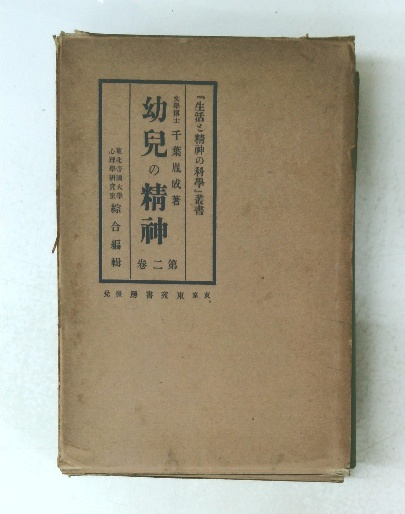 『生活と精神の科學』叢書
文學博士 千葉胤成著
幼兒の精神
第二卷
東北帝國大學
心理學研究室
綜合編輯
東京 東宛書房 發兌